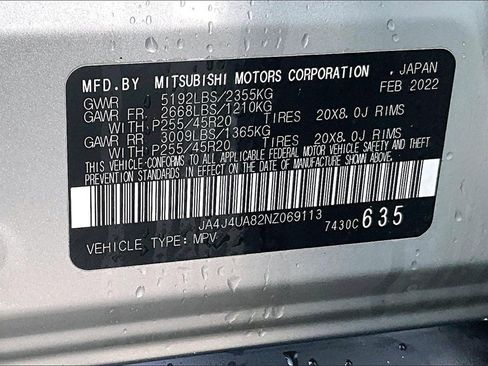 MFD.BY MITSUBISHI MOTORS CORPORATION , JAPAN
GVWR 5192LBS/2355KG FEB 2022
GAWR FR 2668LBS/1210KG
WITH P255/45R20 TIRES 20X8.0J RIMS
GAWR RR 3009LBS/1365KG
WITH P255/45R20 TIRES 20X8.0J RIMS
THIS VEHICLE CONFORMS TO ALL APPLICABLE FEDERAL MOTOR VEHICLE SAFETY AND THEFT
PREVENTION STANDARDS IN EFFECT ON THE DATE OF MANUFACTURE SHOWN ABOVE.
JA4J4UA82NZ069113
VEHICLE TYPE: MPV 7430C 635